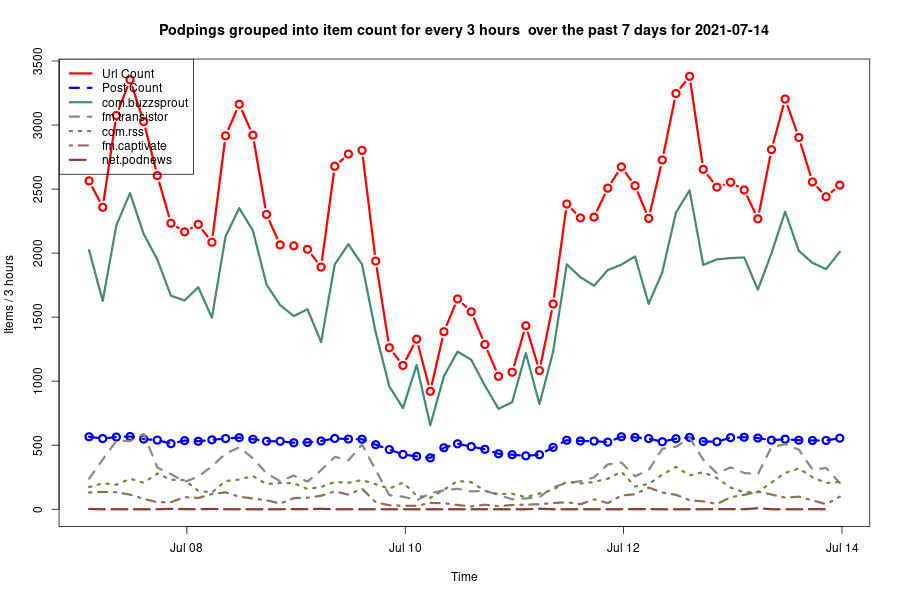 Podpings grouped into item count for every 3 hours  over the past 7 days for 2021-07-14
Url Count
Post Count
com.buzzsprout
fm.transistor
com.rss
fm.captivate
net.podnews
3500
3000
2500
2000
1500
1000
500
0
Items / 3 hours
Jul 08
Jul 10
Jul 12
Jul 14
Time